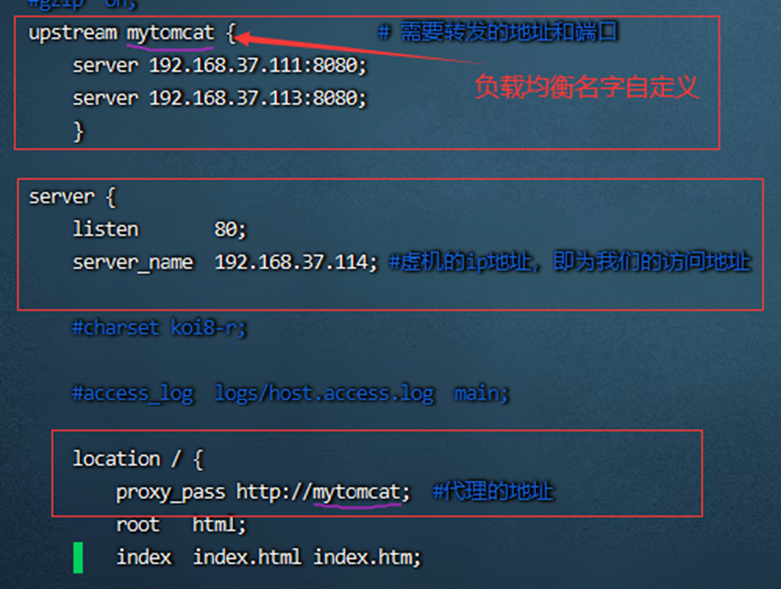 #gzip on;
upstream mytomcat { # 需要转发的地址和端口
server 192.168.37.111:8080;
负载均衡名字自定义
server 192.168.37.113:8080;
}
server {
listen 80;
server_name 192.168.37.114; #虚机的ip地址，即为我们的访问地址
#charset koi8-r;
#access_log logs/host.access.log main;
location / {
proxy_pass http://mytomcat; #代理的地址
root html;
index index.html index.htm;